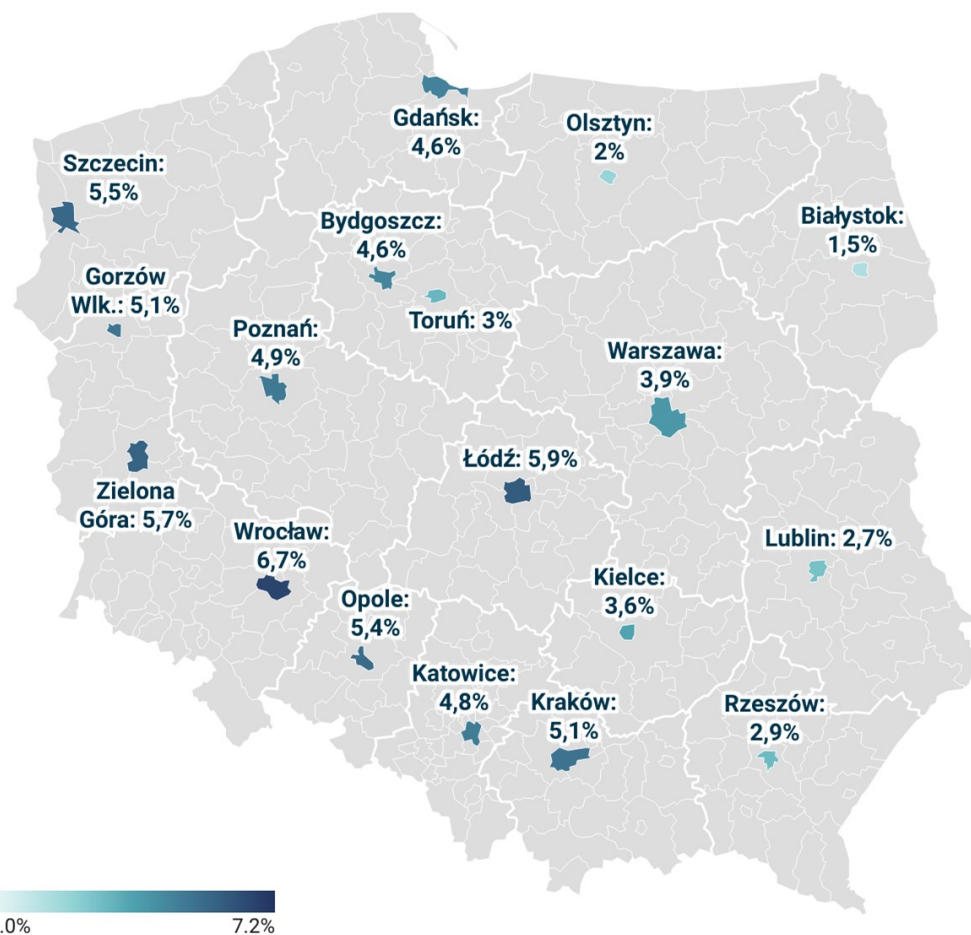 Gdańsk:
4,6%
Olsztyn:
2%
Szczecin:
5,5%
Bydgoszcz:
4,6%
Białystok:
1,5%
Gorzów
Wlk.: 5,1%
Toruń: 3%
Poznań:
4,9%
Warszawa:
3,9%
Łódź: 5,9%
Zielona
Góra: 5,7%
Wrocław:
6,7%
Lublin: 2,7%
Kielce:
3,6%
Opole:
5,4%
Katowice:
4,8%
Kraków:
5,1%
Rzeszów:
2,9%
.0%
7.2%